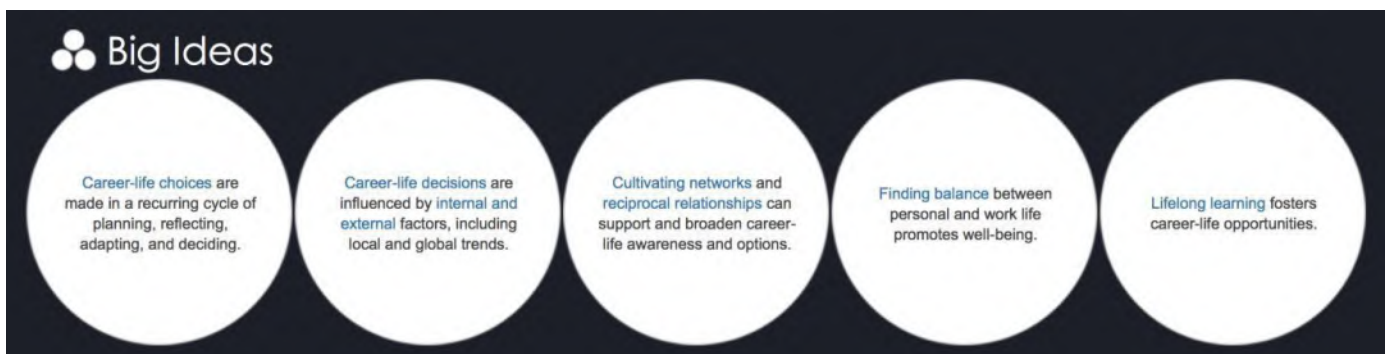 Big Ideas
Career-life choices are
made in a recurring cycle of
planning, reflecting,
adapting, and deciding.
Career-life decisions are
influenced by internal and
external factors, including
local and global trends.
Cultivating networks and
reciprocal relationships can
support and broaden career-
life awareness and options.
Finding balance between
personal and work life
promotes well-being.
Lifelong learning fosters
career-life opportunities.